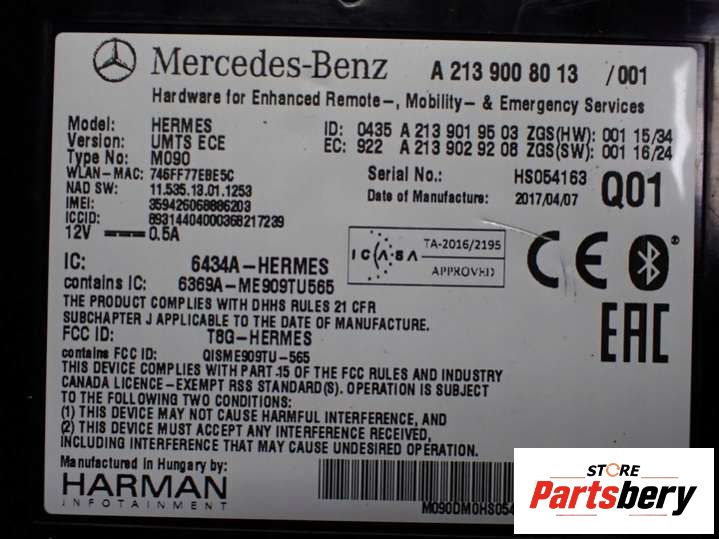 Mercedes-Benz A 213 900 80 13 /001
Hardware for Enhanced Remote-, Mobility- & Emergency Services
Model: HERMES ID: 0435 A 213 901 95 03 ZGS(HW): 001 15/34
Version: UMTS ECE EC: 922 A 213 902 92 08 ZGS(SW): 001 16/24
Type No: M090
WLAN-MAC: 746FF77EBE5C Serial No.: HS054163 Q01
NAD SW: 11.535.13.01.1253 Date of Manufacture: 2017/04/07
IMEI: 359426068886203
ICCID: 89314404000368217239
12V 0.5A
ICASA TA-2016/2195
APPROVED
CE
EAC
IC: 6434A-HERMES
contains IC: 6369A-ME909TU565
THE PRODUCT COMPLIES WITH DHHS RULES 21 CFR
SUBCHAPTER J APPLICABLE TO THE DATE OF MANUFACTURE.
FCC ID: T8G-HERMES
contains FCC ID: QISME909TU-565
THIS DEVICE COMPLIES WITH PART 15 OF THE FCC RULES AND INDUSTRY
CANADA LICENCE-EXEMPT RSS STANDARD(S). OPERATION IS SUBJECT
TO THE FOLLOWING TWO CONDITIONS:
(1) THIS DEVICE MAY NOT CAUSE HARMFUL INTERFERENCE, AND
(2) THIS DEVICE MUST ACCEPT ANY INTERFERENCE RECEIVED,
INCLUDING INTERFERENCE THAT MAY CAUSE UNDESIRED OPERATION.
Manufactured in Hungary by:
HARMAN
INFOTAINMENT
M090DM0HS054
STORE
Partsbery